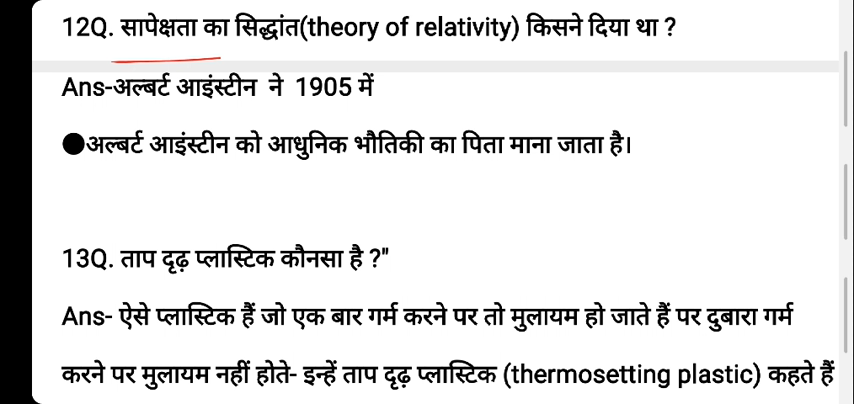 12Q. सापेक्षता का सिद्धांत(theory of relativity) किसने दिया था ?
Ans-अल्बर्ट आइंस्टीन ने 1905 में
●अल्बर्ट आइंस्टीन को आधुनिक भौतिकी का पिता माना जाता है।
13Q. ताप दृढ़ प्लास्टिक कौनसा है ?"
Ans- ऐसे प्लास्टिक हैं जो एक बार गर्म करने पर तो मुलायम हो जाते हैं पर दुबारा गर्म
करने पर मुलायम नहीं होते- इन्हें ताप दृढ़ प्लास्टिक (thermosetting plastic) कहते हैं